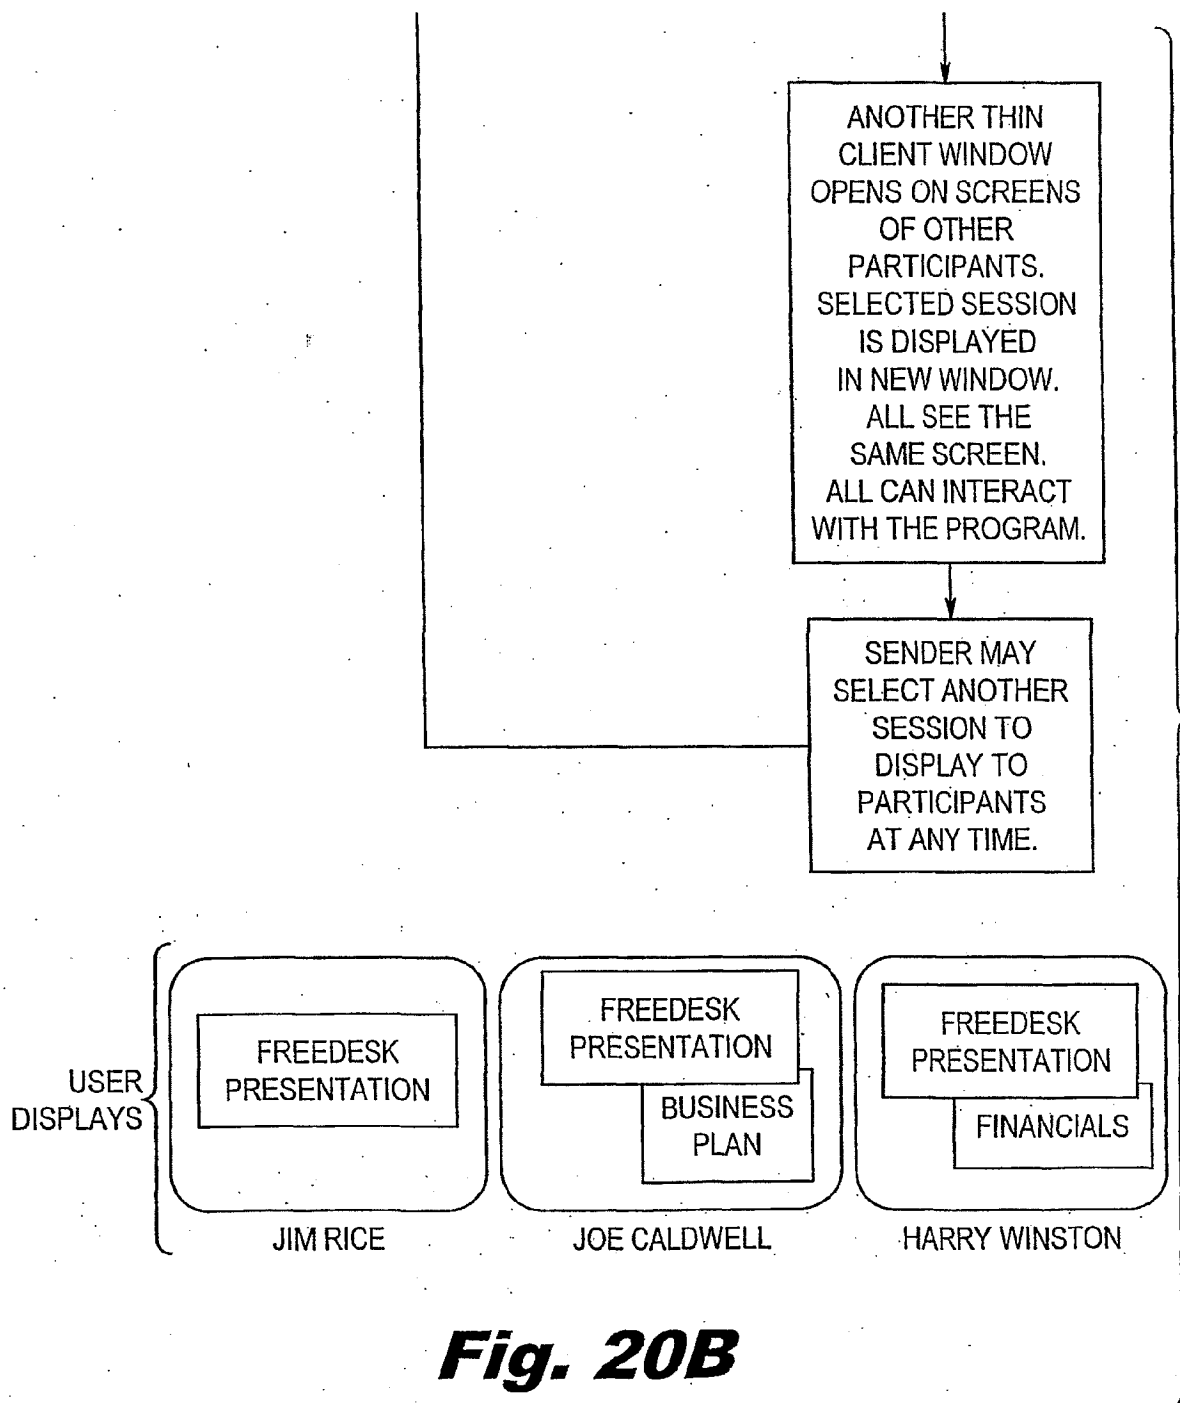 ANOTHER THIN
CLIENT WINDOW
OPENS ON SCREENS
OF OTHER
PARTICIPANTS.
SELECTED SESSION
IS DISPLAYED
IN NEW WINDOW.
ALL SEE THE
SAME SCREEN.
ALL CAN INTERACT
WITH THE PROGRAM.
SENDER MAY
SELECT ANOTHER
SESSION TO
DISPLAY TO
PARTICIPANTS
AT ANY TIME.
USER
DISPLAYS
FREEDESK
PRESENTATION
JIM RICE
FREEDESK
PRESENTATION
BUSINESS
PLAN
JOE CALDWELL
FREEDESK
PRESENTATION
FINANCIALS
HARRY WINSTON
Fig. 20B